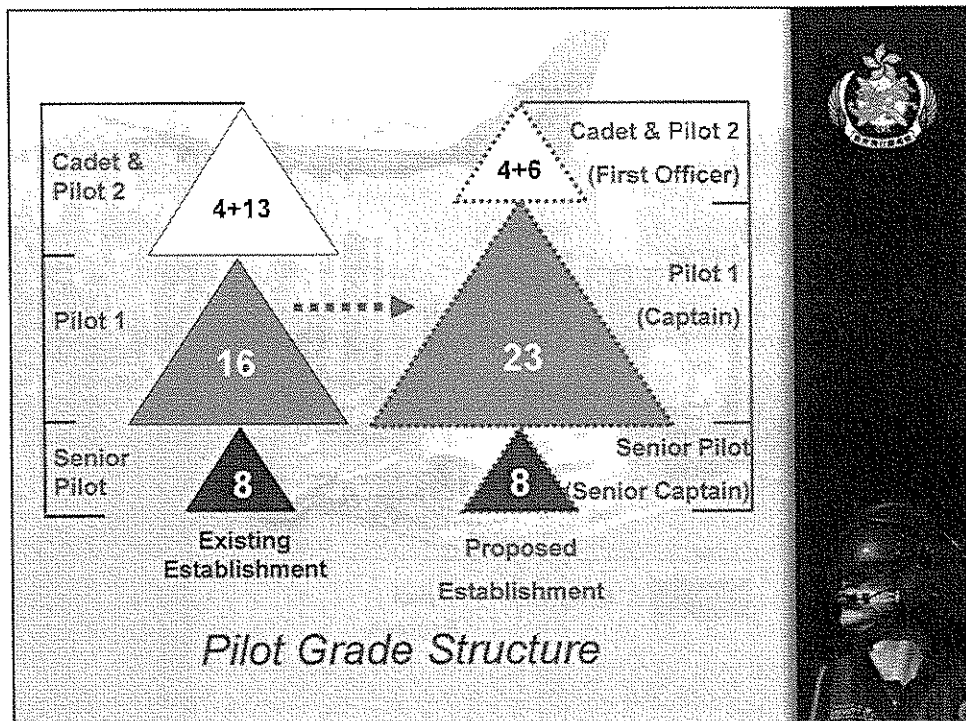 Cadet &
Pilot 2
4+13
Pilot 1
16
Senior
Pilot
8
Existing
Establishment
Cadet & Pilot 2
(First Officer)
4+6
Pilot 1
(Captain)
23
Senior Pilot
(Senior Captain)
8
Proposed
Establishment
Pilot Grade Structure